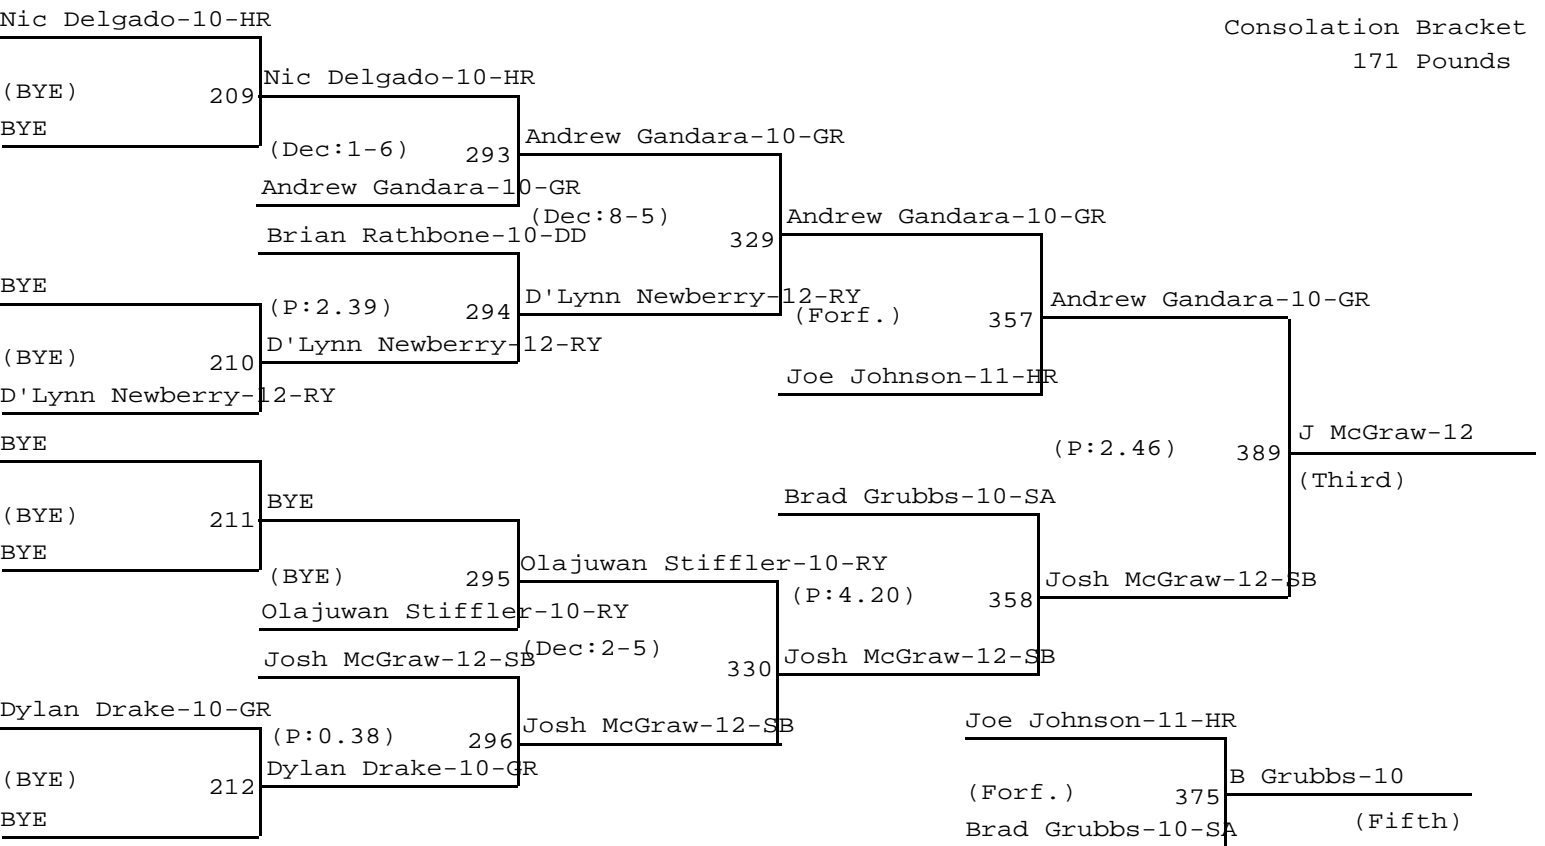 Nic Delgado-10-HR
Consolation Bracket
171 Pounds
Nic Delgado-10-HR
(BYE)
209
BYE
Andrew Gandara-10-GR
(Dec:1-6)
293
Andrew Gandara-10-GR
(Dec:8-5)
Andrew Gandara-10-GR
Brian Rathbone-10-DD
329
BYE
D'Lynn Newberry-12-RY
Andrew Gandara-10-GR
(P:2.39)
294
(Forf.)
357
D'Lynn Newberry-12-RY
(BYE)
210
Joe Johnson-11-HR
D'Lynn Newberry-12-RY
BYE
J McGraw-12
(P:2.46)
389
(Third)
BYE
Brad Grubbs-10-SA
(BYE)
211
BYE
Olajuwan Stiffler-10-RY
(BYE)
295
Josh McGraw-12-SB
(P:4.20)
358
Olajuwan Stiffler-10-RY
(Dec:2-5)
Josh McGraw-12-SB
Josh McGraw-12-SB
330
Dylan Drake-10-GR
Josh McGraw-12-SB
Joe Johnson-11-HR
(P:0.38)
296
Dylan Drake-10-GR
B Grubbs-10
(BYE)
212
(Forf.)
375
BYE
(Fifth)
Brad Grubbs-10-SA